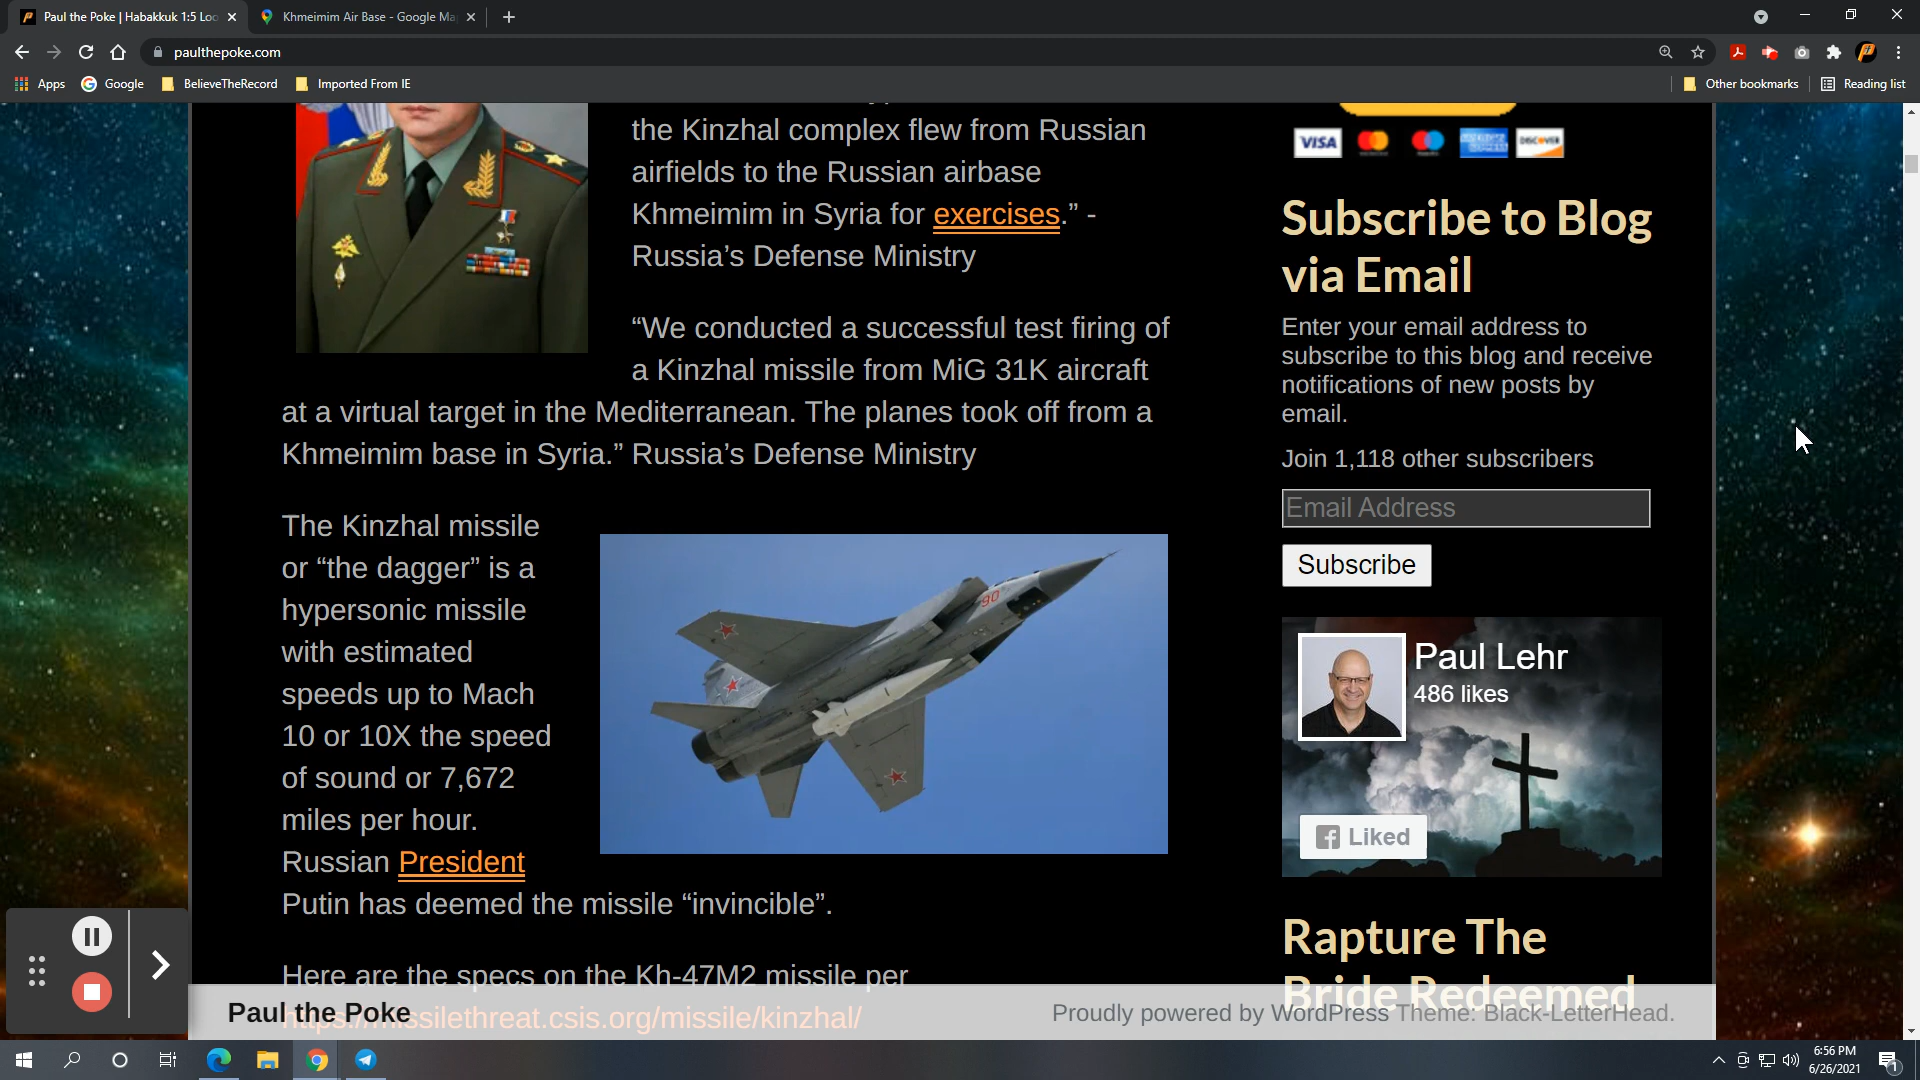 Paul the Poke | Habakkuk 1:5 Loo
Khmeimim Air Base - Google Ma
paulthepoke.com
Apps
Google
BelieveTheRecord
Imported From IE
Other bookmarks
Reading list
the Kinzhal complex flew from Russian
airfields to the Russian airbase
Khmeimim in Syria for exercises.” -
Russia’s Defense Ministry
“We conducted a successful test firing of
a Kinzhal missile from MiG 31K aircraft
at a virtual target in the Mediterranean. The planes took off from a
Khmeimim base in Syria.” Russia’s Defense Ministry
The Kinzhal missile
or “the dagger” is a
hypersonic missile
with estimated
speeds up to Mach
10 or 10X the speed
of sound or 7,672
miles per hour.
Russian President
Putin has deemed the missile “invincible”.
90
Here are the specs on the Kh-47M2 missile per
https://missilethreat.csis.org/missile/kinzhal/
VISA
AMERICAN EXPRESS
DISCOVER
Subscribe to Blog
via Email
Enter your email address to
subscribe to this blog and receive
notifications of new posts by
email.
Join 1,118 other subscribers
Email Address
Subscribe
Paul Lehr
486 likes
Liked
Rapture The
Bride Redeemed
Paul the Poke
Proudly powered by WordPress Theme: Black-LetterHead.
6:56 PM
6/26/2021
1